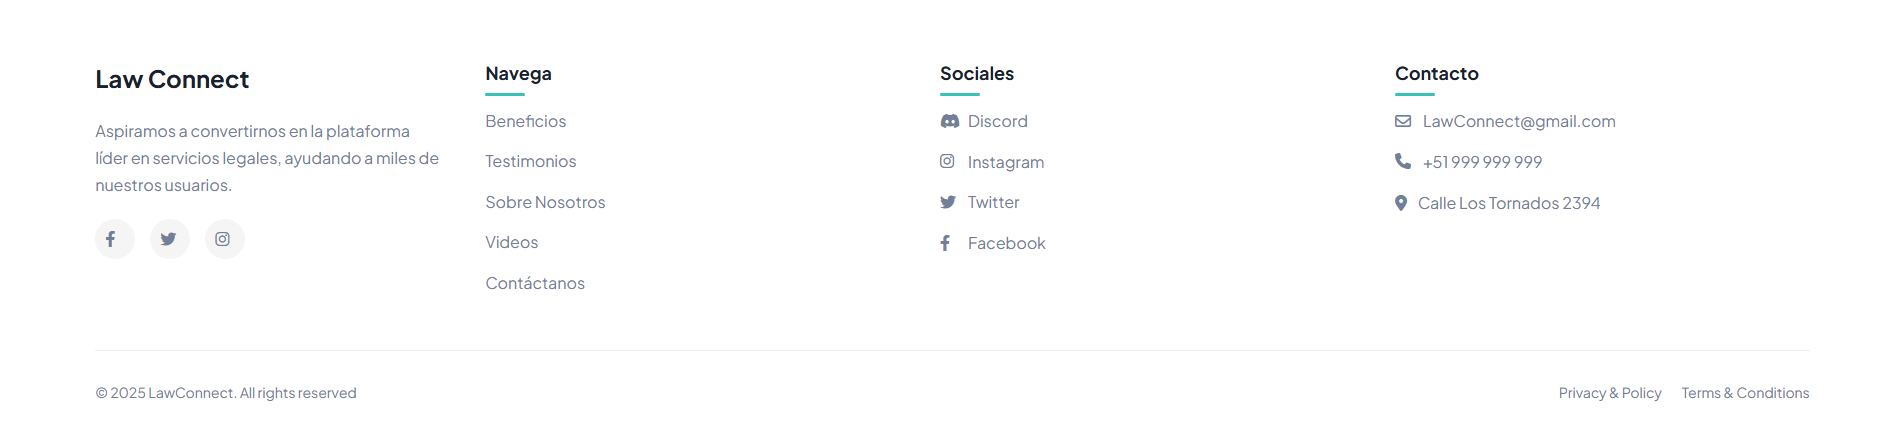 Law Connect
Aspiramos a convertirnos en la plataforma
líder en servicios legales, ayudando a miles de
nuestros usuarios.
Navega
Beneficios
Testimonios
Sobre Nosotros
Videos
Contáctanos
Sociales
Discord
Instagram
Twitter
Facebook
Contacto
LawConnect@gmail.com
+51 999 999 999
Calle Los Tornados 2394
© 2025 LawConnect. All rights reserved
Privacy & Policy
Terms & Conditions